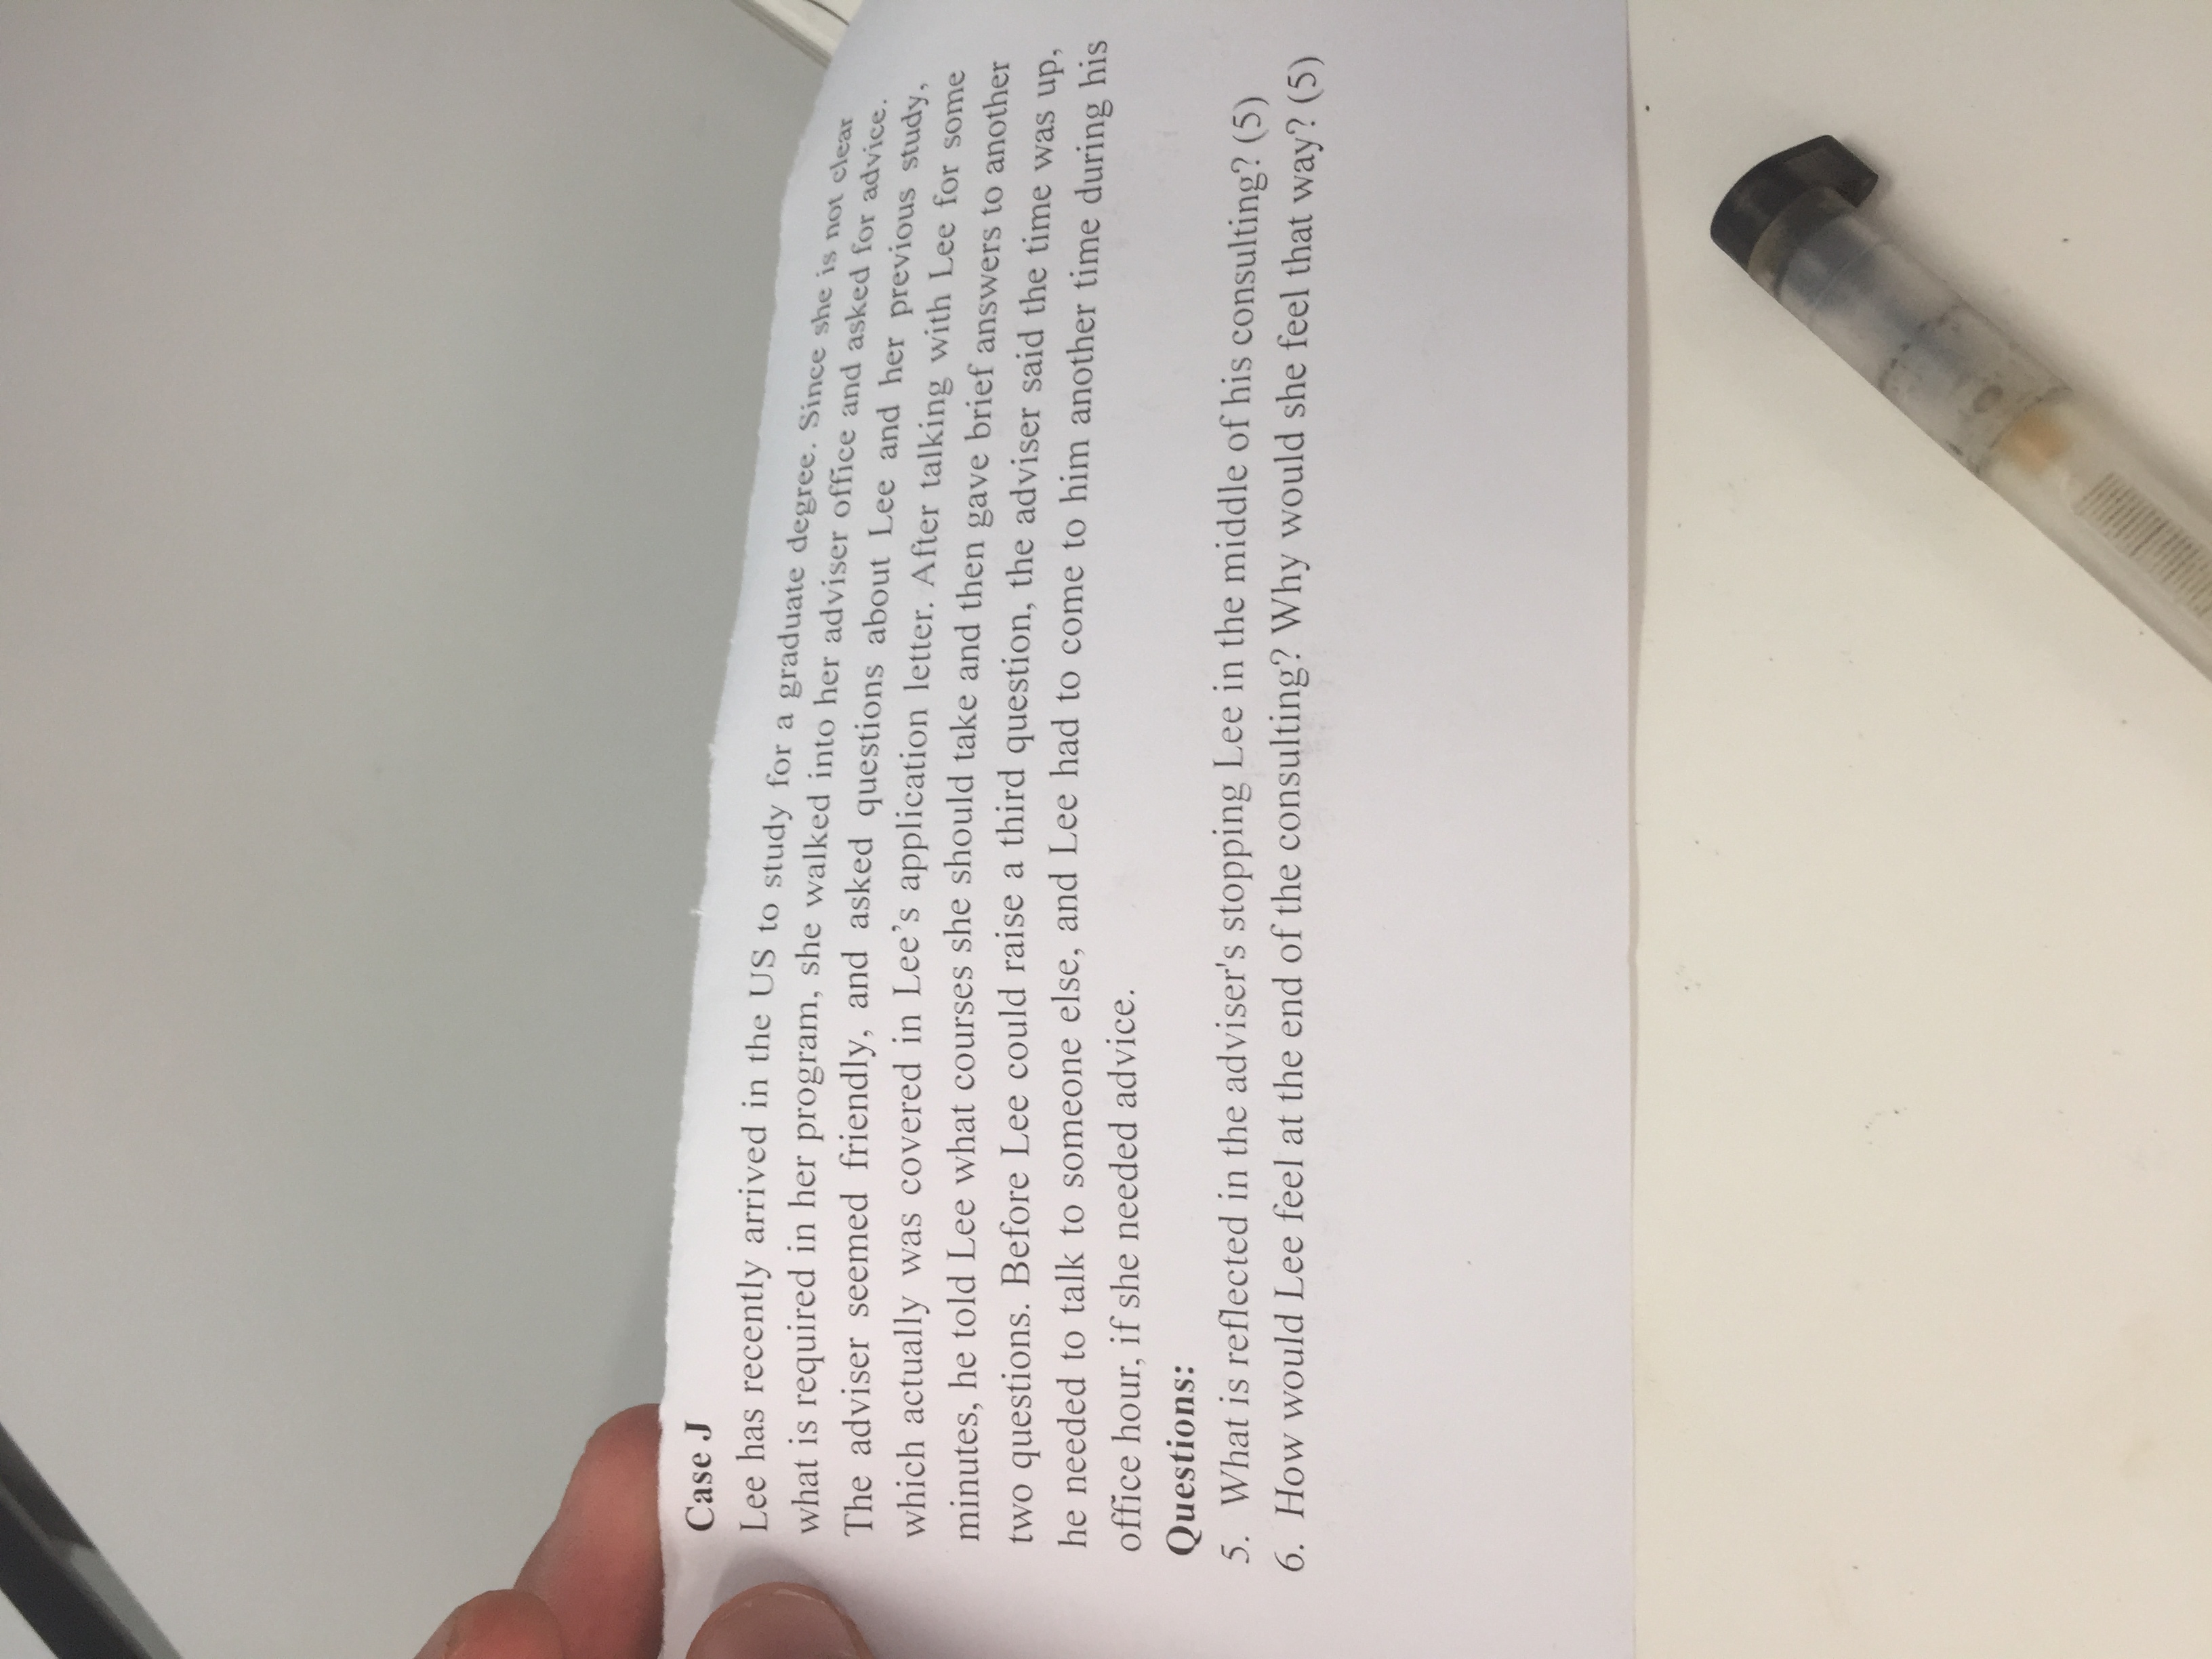 Case J
Lee has recently arrived in the US to study for a graduate degree. Since she is not clear
what is required in her program, she walked into her adviser office and asked for advice.
The adviser seemed friendly, and asked questions about Lee and her previous study,
which actually was covered in Lee's application letter. After talking with Lee for some
minutes, he told Lee what courses she should take and then gave brief answers to another
two questions. Before Lee could raise a third question, the adviser said the time was up,
he needed to talk to someone else, and Lee had to come to him another time during his
office hour, if she needed advice.
Questions:
5. What is reflected in the adviser's stopping Lee in the middle of his consulting? (5)
6. How would Lee feel at the end of the consulting? Why would she feel that way? (5)